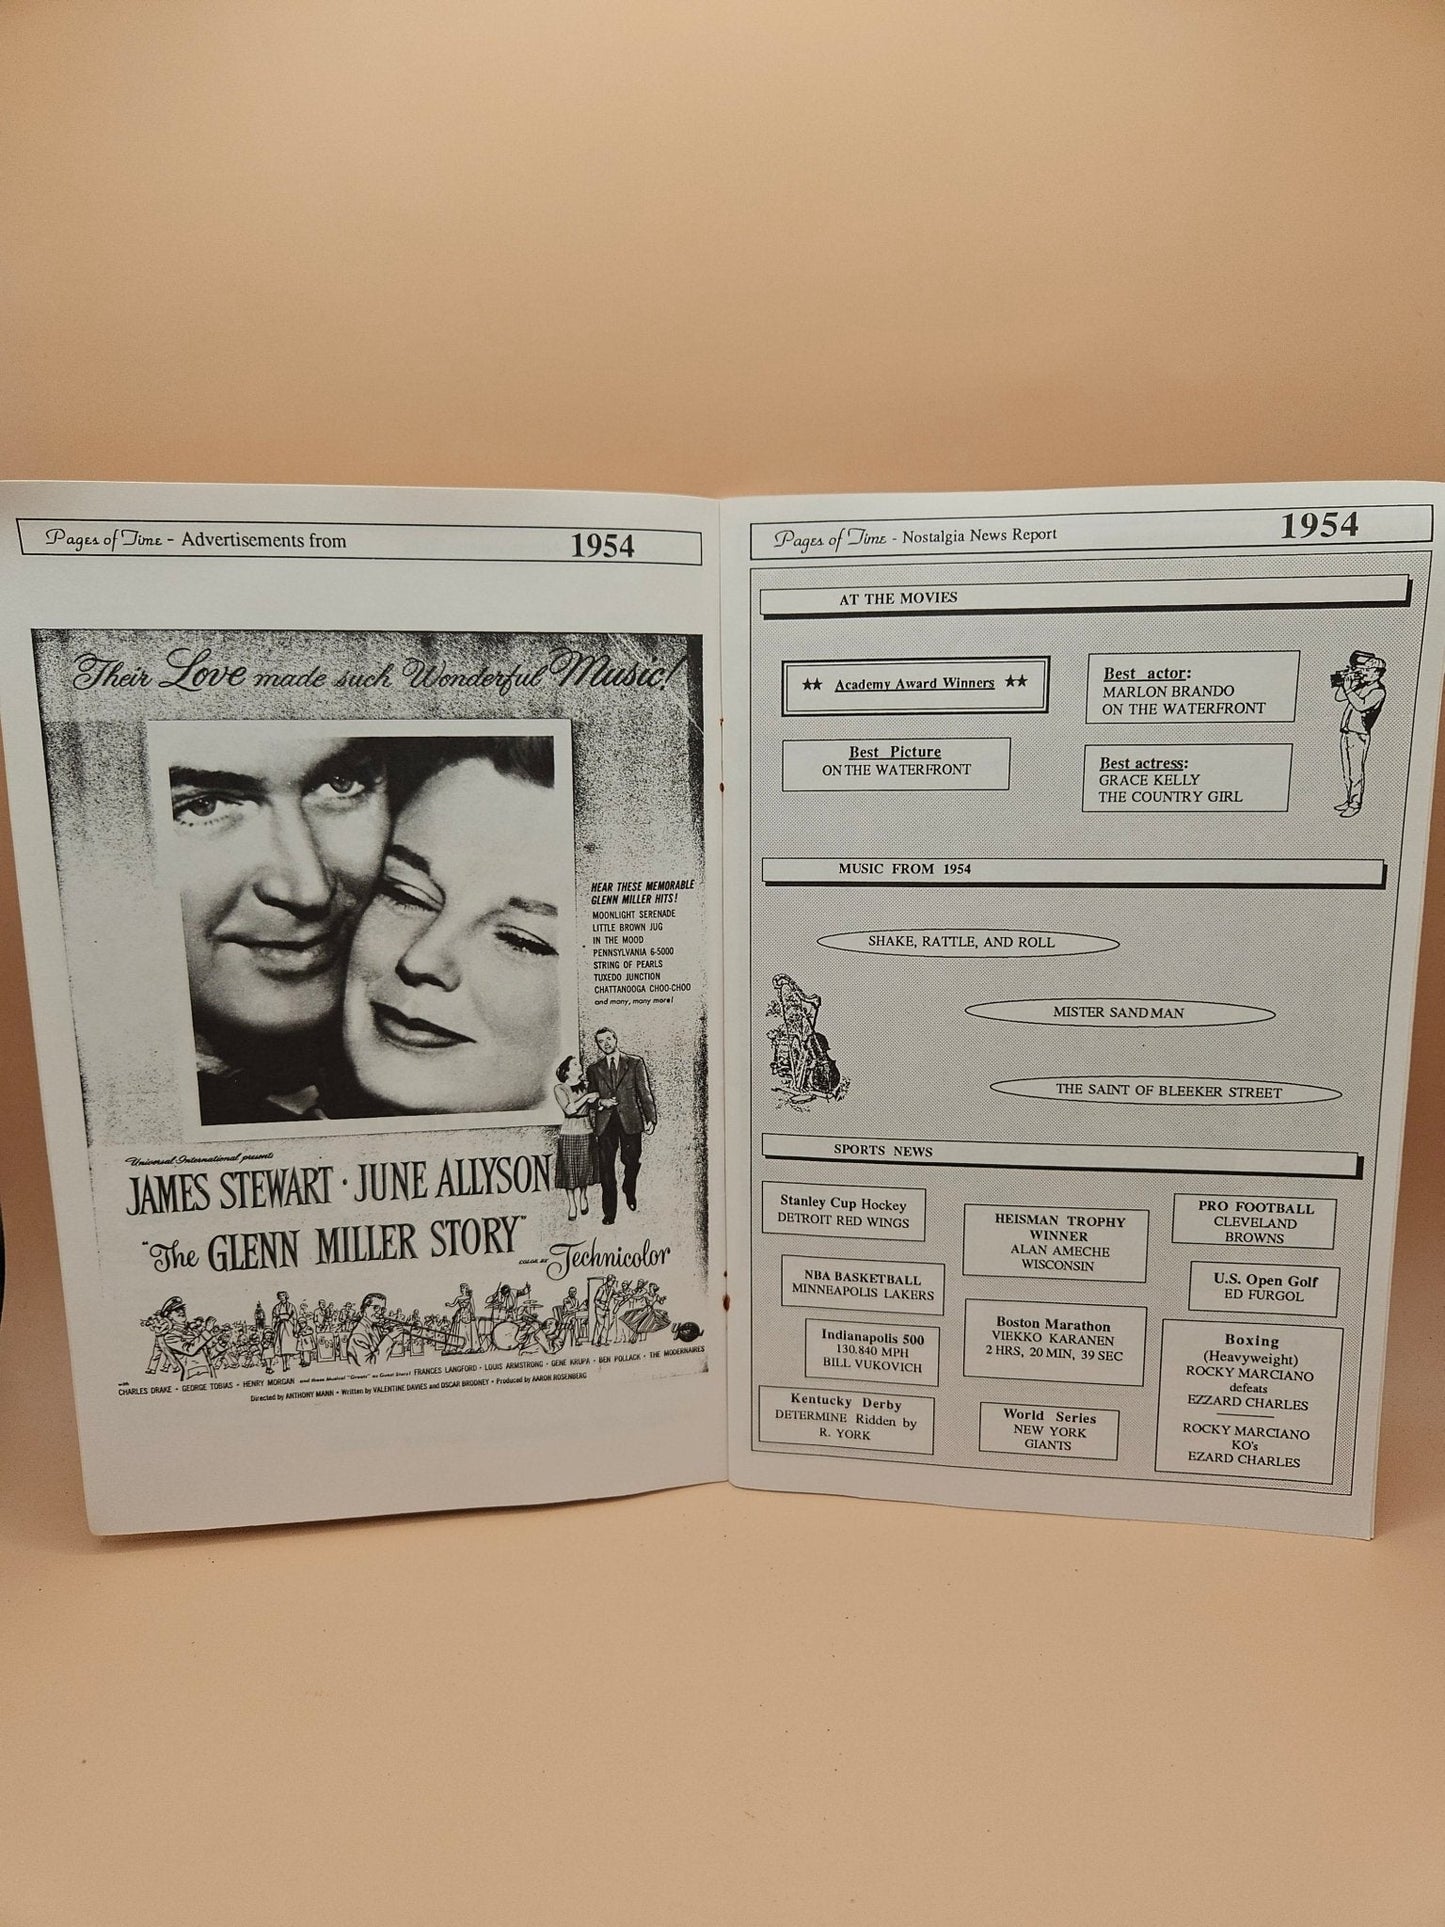 Pages of Time - Advertisements from 1954
Their Love made such Wonderful Music!
HEAR THESE MEMORABLE
GLENN MILLER HITS!
MOONLIGHT SERENADE
LITTLE BROWN JUG
IN THE MOOD
PENNSYLVANIA 6-5000
STRING OF PEARLS
TUXEDO JUNCTION
CHATTANOOGA CHOO-CHOO
and many, many more!
Universal-International presents
JAMES STEWART · JUNE ALLYSON
"The GLENN MILLER STORY"
COLOR BY Technicolor
with
CHARLES DRAKE · GEORGE TOBIAS · HENRY MORGAN and these Musical "Greats" as Guest Stars! FRANCES LANGFORD · LOUIS ARMSTRONG · GENE KRUPA · BEN POLLACK · THE MODERNAIRES
Directed by ANTHONY MANN · Written by VALENTINE DAVIES and OSCAR BRODNEY · Produced by AARON ROSENBERG
Pages of Time - Nostalgia News Report 1954
AT THE MOVIES
★★ Academy Award Winners ★★
Best Picture
ON THE WATERFRONT
Best actor:
MARLON BRANDO
ON THE WATERFRONT
Best actress:
GRACE KELLY
THE COUNTRY GIRL
MUSIC FROM 1954
SHAKE, RATTLE, AND ROLL
MISTER SANDMAN
THE SAINT OF BLEEKER STREET
SPORTS NEWS
Stanley Cup Hockey
DETROIT RED WINGS
NBA BASKETBALL
MINNEAPOLIS LAKERS
Indianapolis 500
130.840 MPH
BILL VUKOVICH
Kentucky Derby
DETERMINE Ridden by
R. YORK
HEISMAN TROPHY
WINNER
ALAN AMECHE
WISCONSIN
Boston Marathon
VIEKKO KARANEN
2 HRS, 20 MIN, 39 SEC
World Series
NEW YORK
GIANTS
PRO FOOTBALL
CLEVELAND
BROWNS
U.S. Open Golf
ED FURGOL
Boxing
(Heavyweight)
ROCKY MARCIANO
defeats
EZZARD CHARLES
ROCKY MARCIANO
KO's
EZARD CHARLES